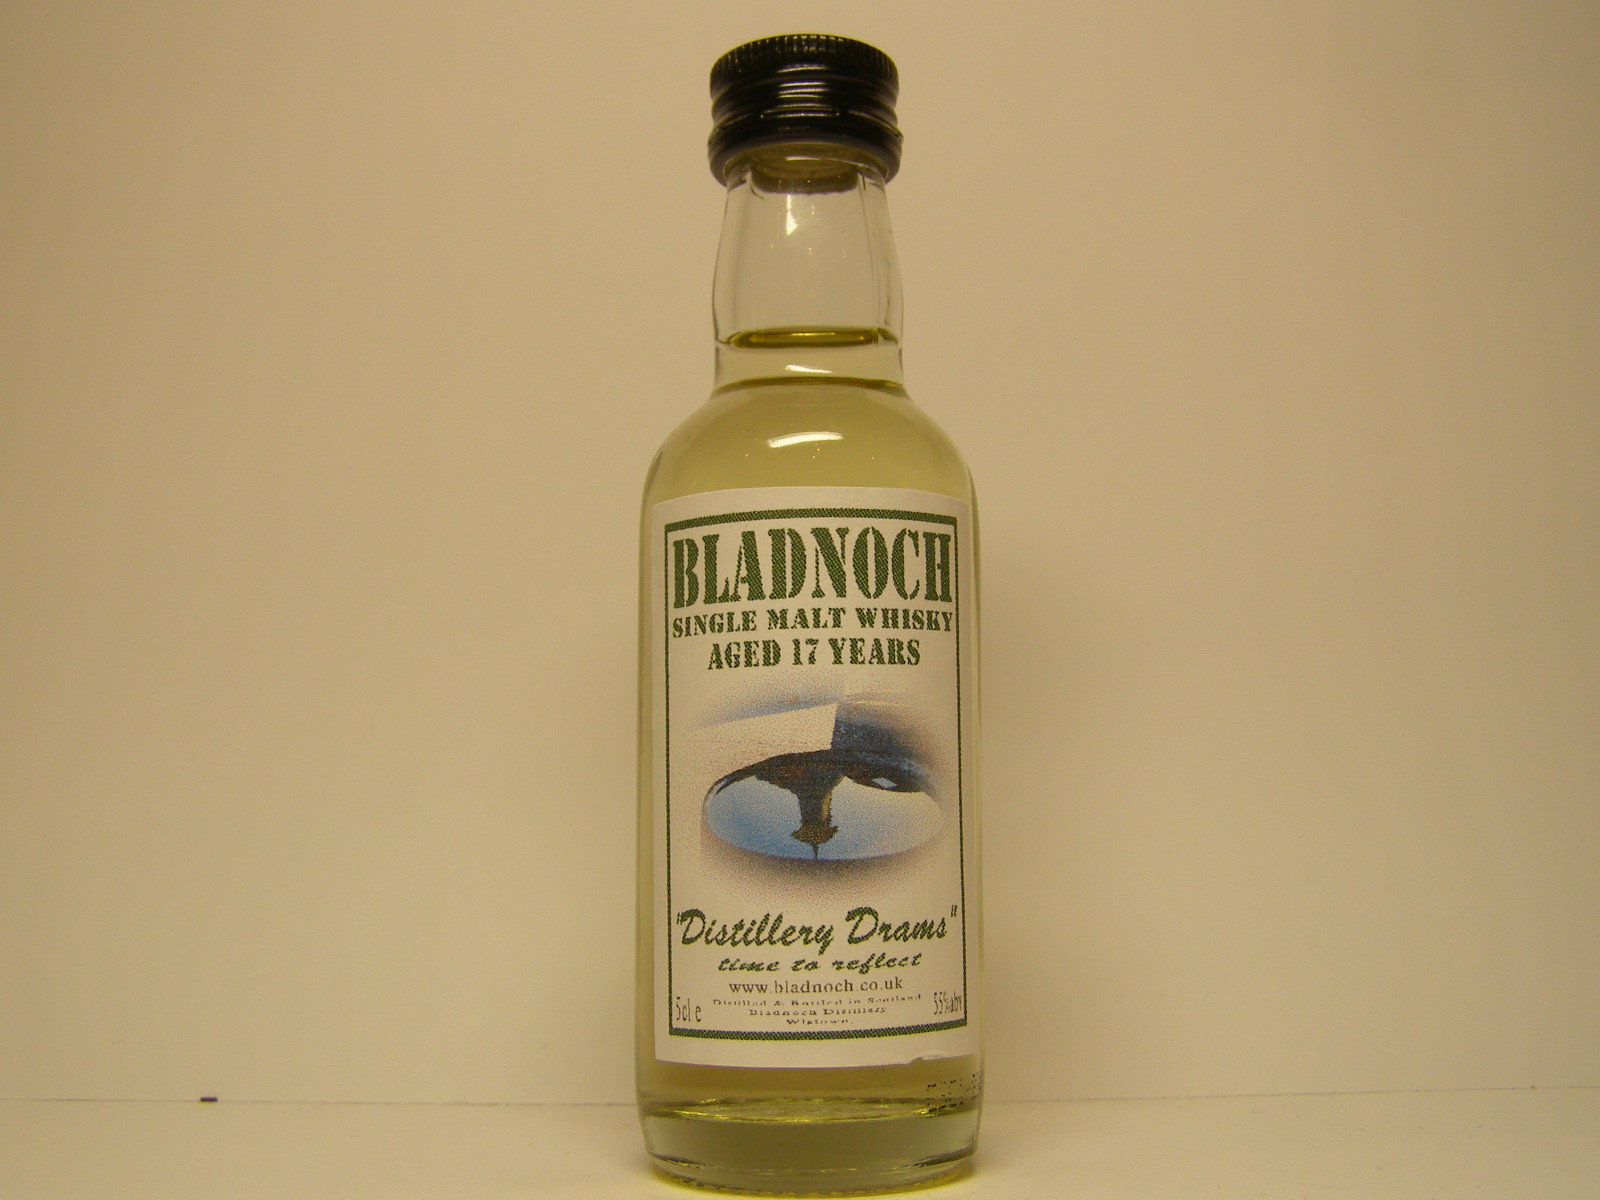 BLADNOCH
SINGLE MALT WHISKY
AGED 17 YEARS
"Distillery Drams"
time to reflect
www.bladnoch.co.uk
Distilled & Bottled in Scotland
5cl e Bladnoch Distillery 55%abv
Wigtown